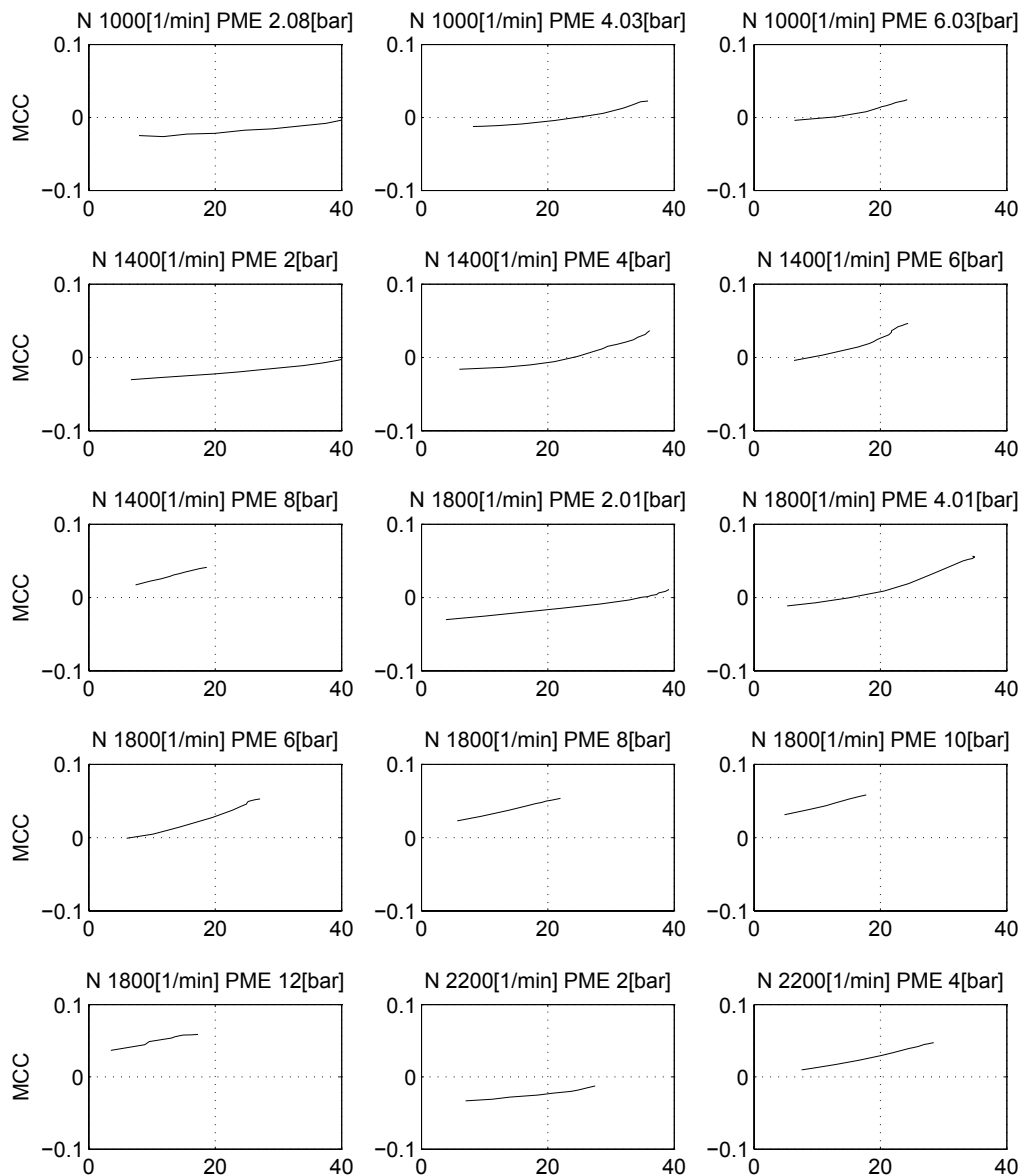 N 1000[1/min] PME 2.08[bar] N 1000[1/min] PME 4.03[bar] N 1000[1/min] PME 6.03[bar]
0.1 0.1 0.1
MCC
0 0 0
−0.1 −0.1 −0.1
0 20 40 0 20 40 0 20 40
N 1400[1/min] PME 2[bar] N 1400[1/min] PME 4[bar] N 1400[1/min] PME 6[bar]
0.1 0.1 0.1
MCC
0 0 0
−0.1 −0.1 −0.1
0 20 40 0 20 40 0 20 40
N 1400[1/min] PME 8[bar] N 1800[1/min] PME 2.01[bar] N 1800[1/min] PME 4.01[bar]
0.1 0.1 0.1
MCC
0 0 0
−0.1 −0.1 −0.1
0 20 40 0 20 40 0 20 40
N 1800[1/min] PME 6[bar] N 1800[1/min] PME 8[bar] N 1800[1/min] PME 10[bar]
0.1 0.1 0.1
MCC
0 0 0
−0.1 −0.1 −0.1
0 20 40 0 20 40 0 20 40
N 1800[1/min] PME 12[bar] N 2200[1/min] PME 2[bar] N 2200[1/min] PME 4[bar]
0.1 0.1 0.1
MCC
0 0 0
−0.1 −0.1 −0.1
0 20 40 0 20 40 0 20 40